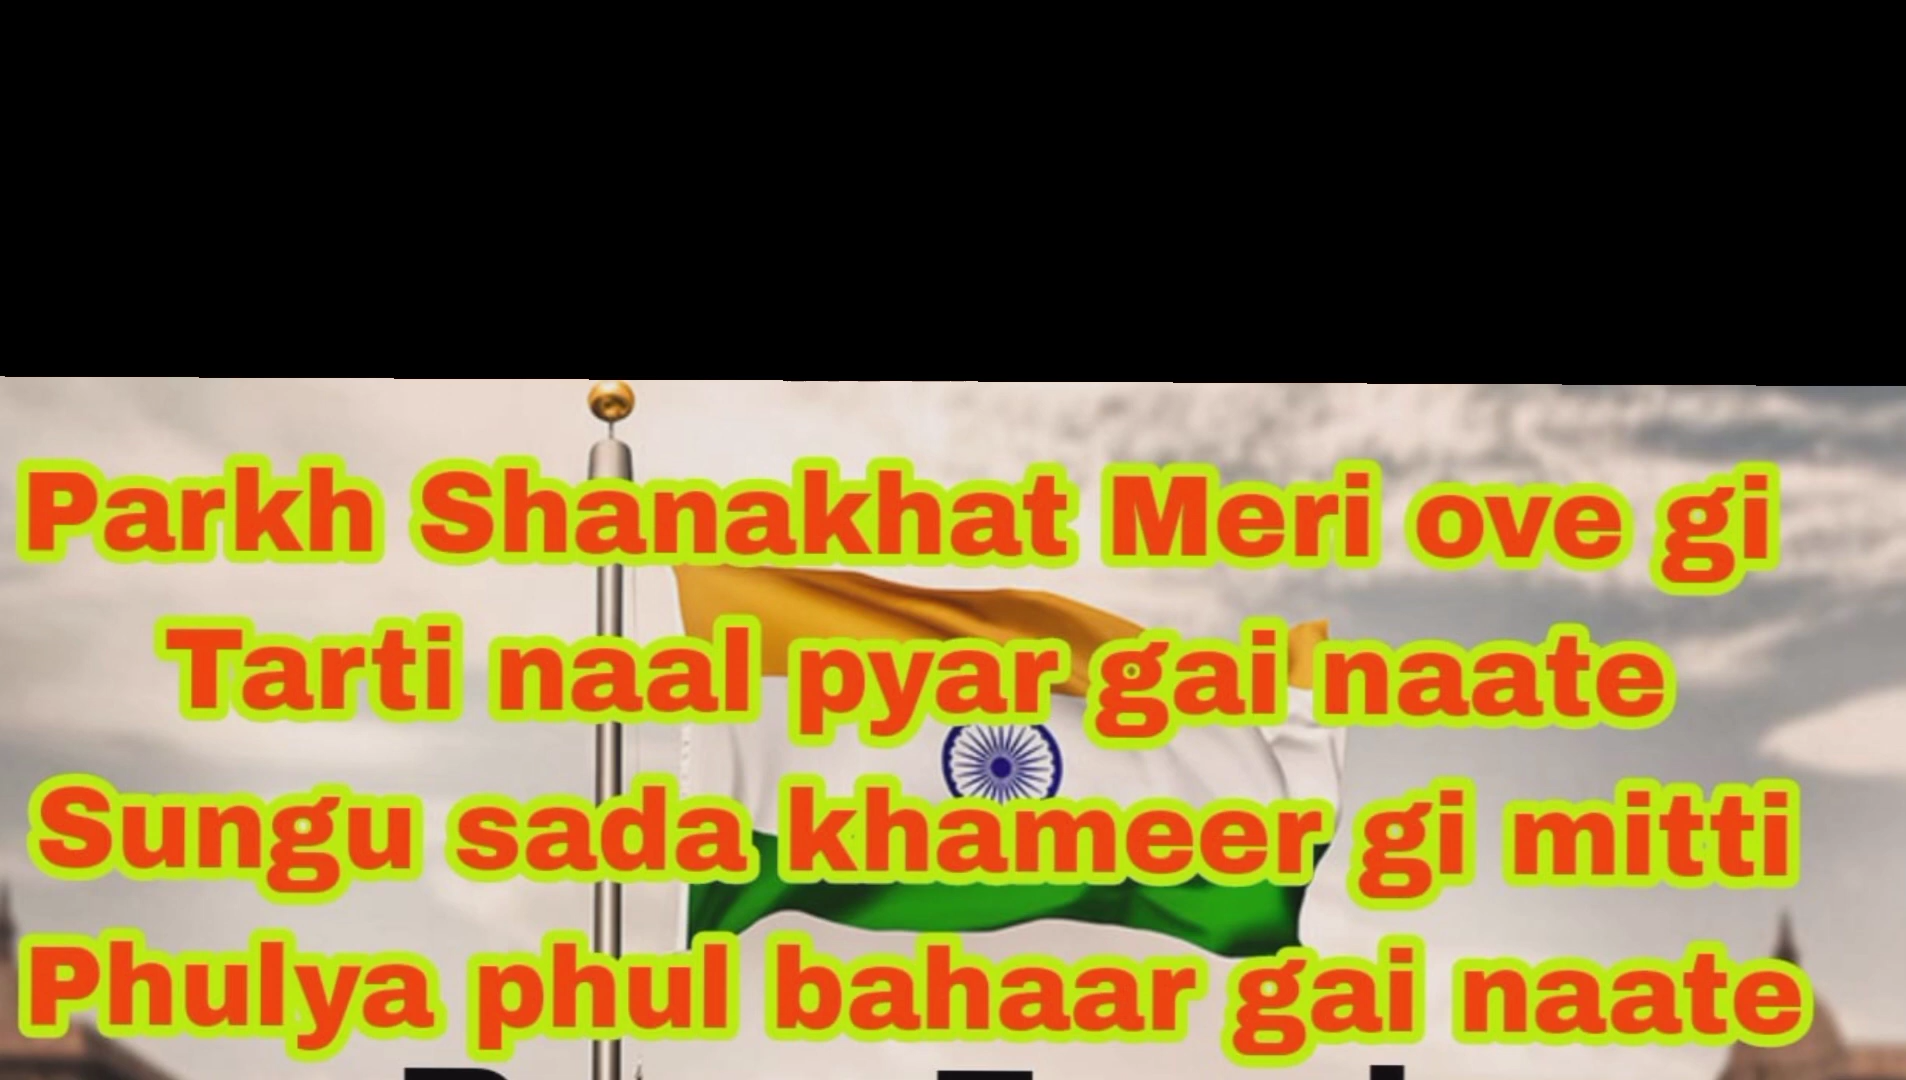 Parkh Shanakhat Meri ove gi
Tarti naal pyar gai naate
Sungu sada khameer gi mitti
Phulya phul bahaar gai naate